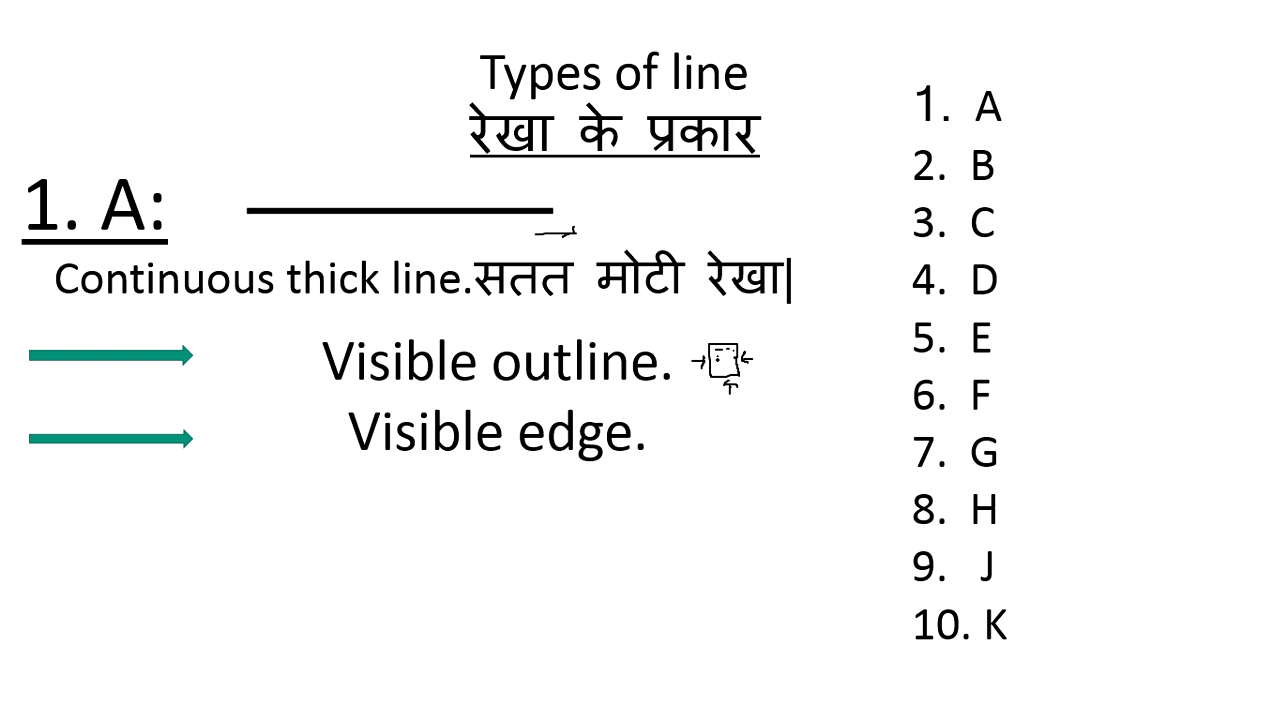 Types of line
रेखा के प्रकार
1. A:
Continuous thick line.सतत मोटी रेखा|
Visible outline.
Visible edge.
1. A
2. B
3. C
4. D
5. E
6. F
7. G
8. H
9. J
10. K